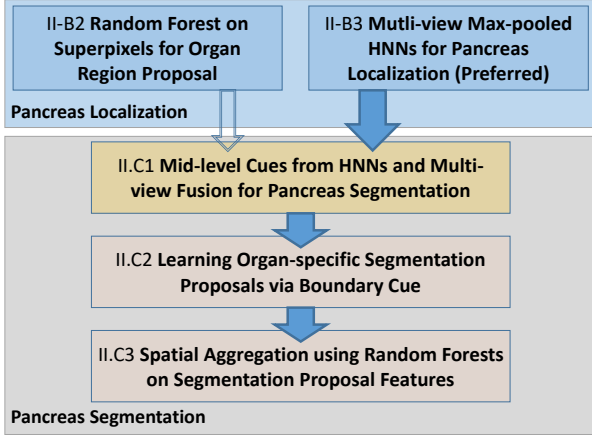 II-B2 Random Forest on
Superpixels for Organ
Region Proposal
II-B3 Mutli-view Max-pooled
HNNs for Pancreas
Localization (Preferred)
Pancreas Localization
II.C1 Mid-level Cues from HNNs and Multi-
view Fusion for Pancreas Segmentation
II.C2 Learning Organ-specific Segmentation
Proposals via Boundary Cue
II.C3 Spatial Aggregation using Random Forests
on Segmentation Proposal Features
Pancreas Segmentation